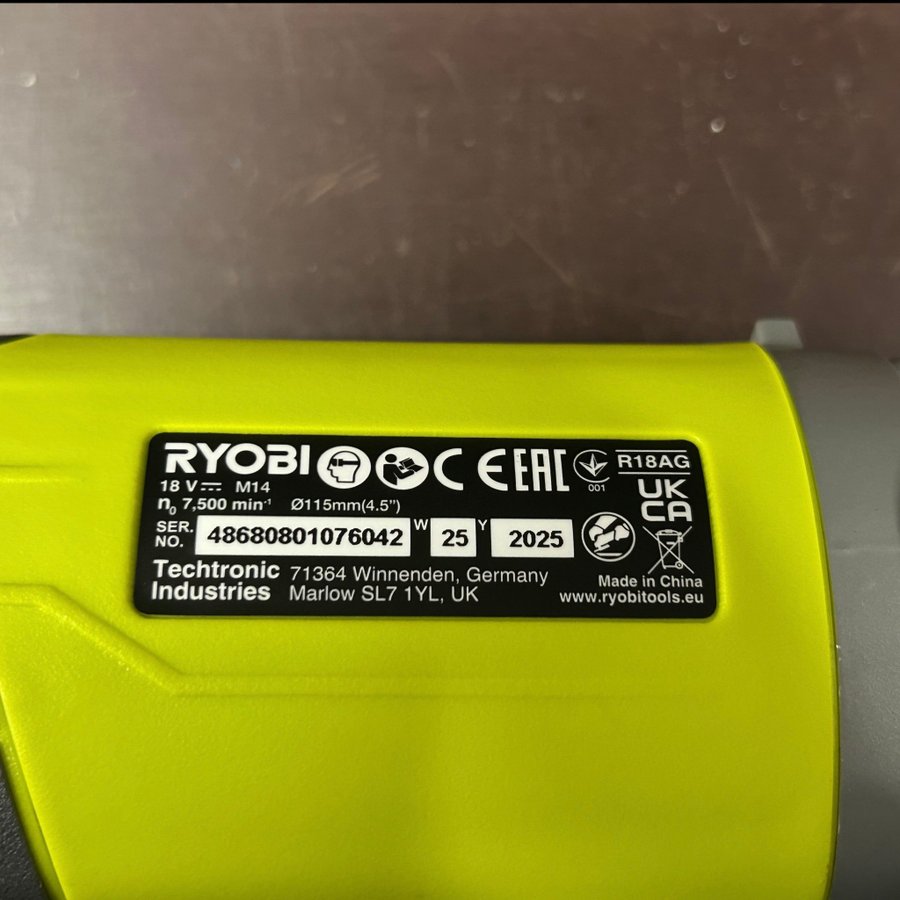 RYOBI CE EAC 001 R18AG
18 V M14
n0 7,500 min-1 Ø115mm(4.5")
UK
CA
SER.
NO. 48680801076042 W 25 Y 2025
Techtronic
Industries
71364 Winnenden, Germany
Marlow SL7 1YL, UK
Made in China
www.ryobitools.eu